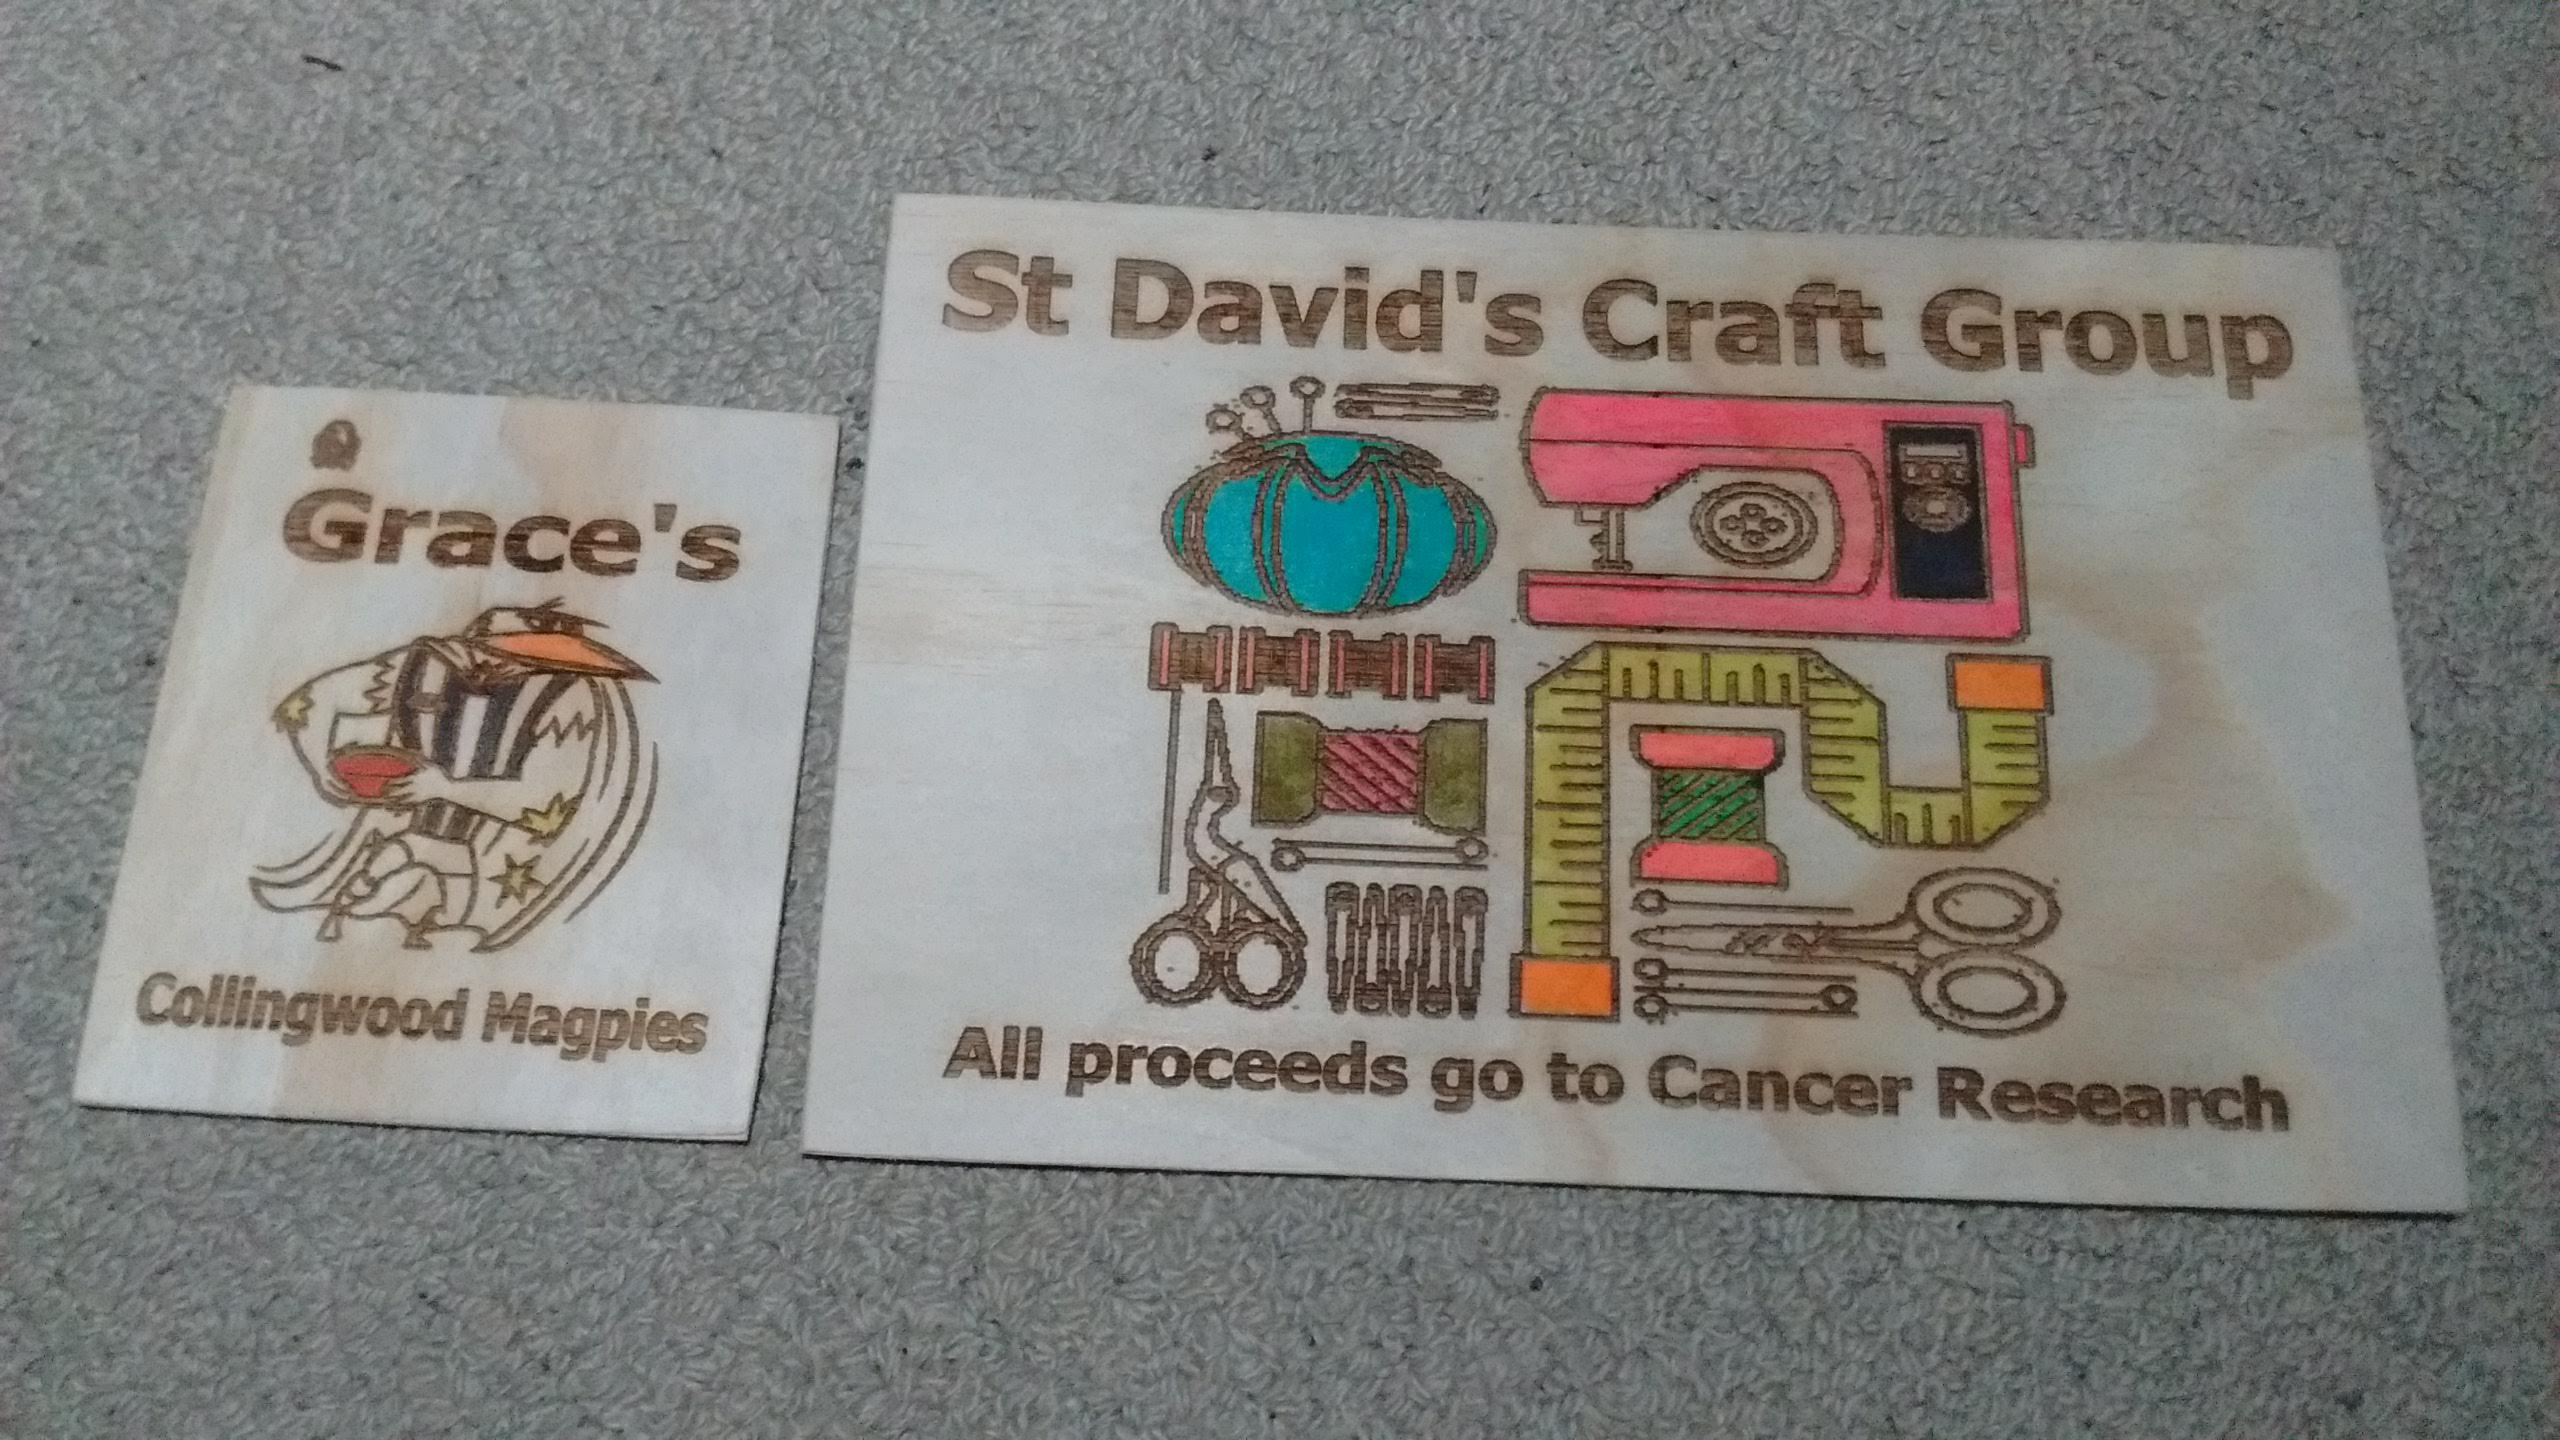 Grace's
Collingwood Magpies
St David's Craft Group
All proceeds go to Cancer Research